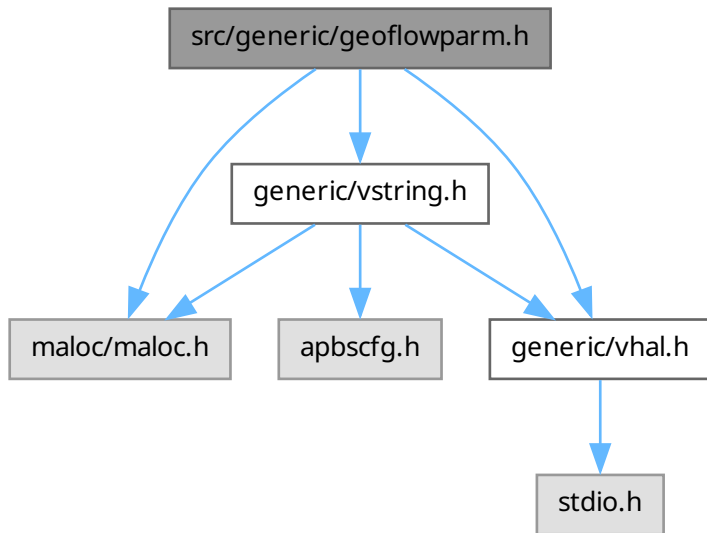 src/generic/geoflowparm.h
generic/vstring.h
maloc/maloc.h
apbscfg.h
generic/vhal.h
stdio.h